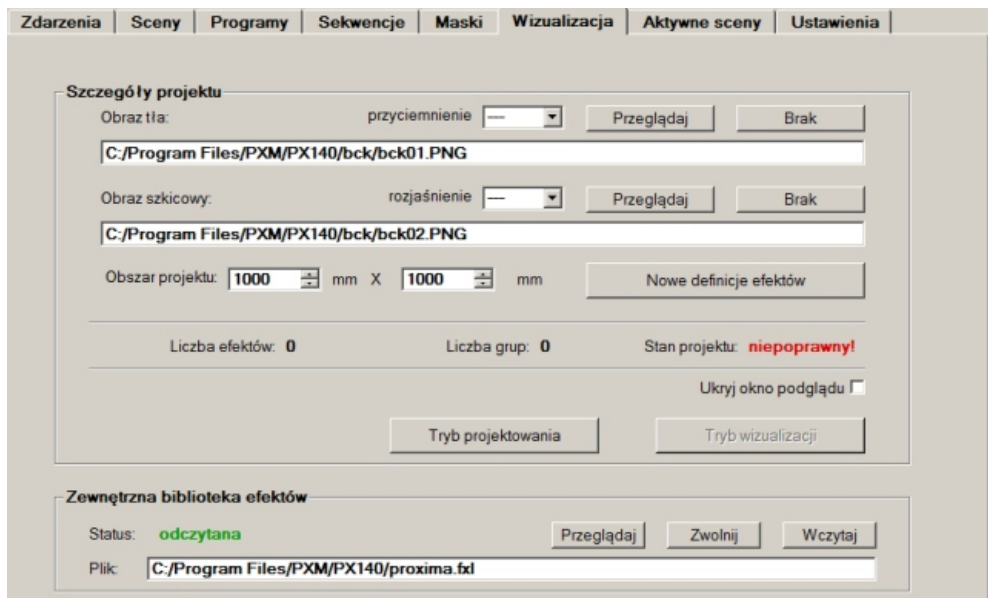 Zdarzenia Sceny Programy Sekwencje Maski Wizualizacja Aktywne sceny Ustawienia
Szczegóły projektu
Obraz tła: przyciemnienie --- Przeglądaj Brak
C:/Program Files/PXM/PX140/bck/bck01.PNG
Obraz szkicowy: rozjaśnienie --- Przeglądaj Brak
C:/Program Files/PXM/PX140/bck/bck02.PNG
Obszar projektu: 1000 mm X 1000 mm Nowe definicje efektów
Liczba efektów: 0 Liczba grup: 0 Stan projektu: niepoprawny!
Ukryj okno podglądu
Tryb projektowania Tryb wizualizacji
Zewnętrzna biblioteka efektów
Status: odczytana Przeglądaj Zwolnij Wczytaj
Plik: C:/Program Files/PXM/PX140/proxima.fxl